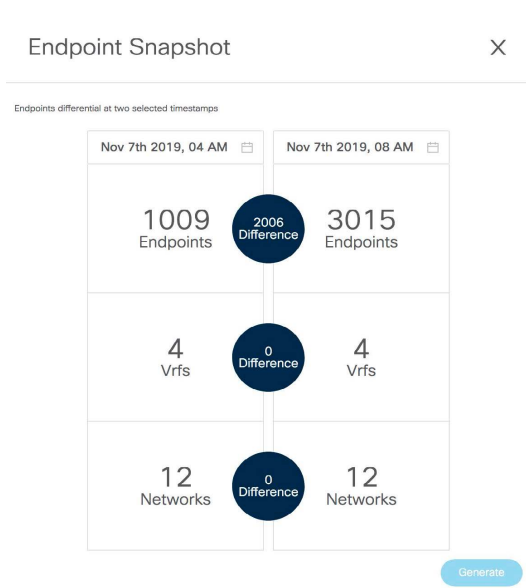 Endpoint Snapshot
Endpoints differential at two selected timestamps
Nov 7th 2019, 04 AM
Nov 7th 2019, 08 AM
1009
Endpoints
2006
Difference
3015
Endpoints
4
Vrfs
0
Difference
4
Vrfs
12
Networks
0
Difference
12
Networks
Generate